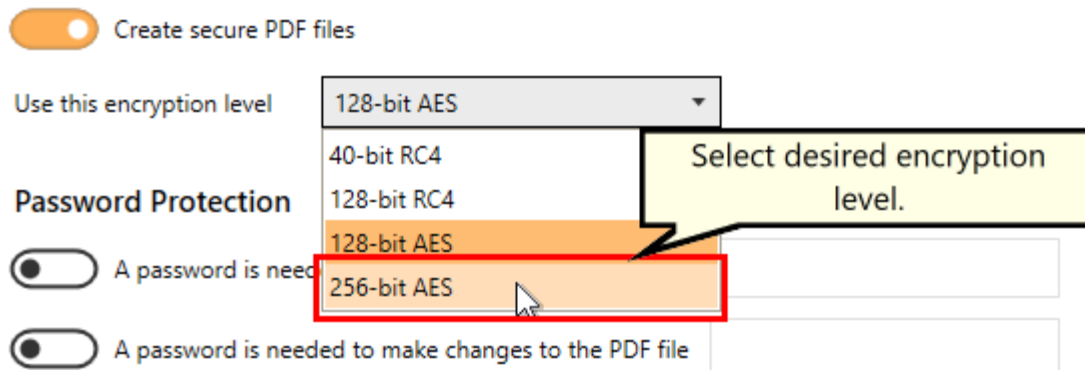 Create secure PDF files
Use this encryption level
128-bit AES
40-bit RC4
128-bit RC4
128-bit AES
256-bit AES
Select desired encryption
level.
Password Protection
A password is
A password is needed to make changes to the PDF file